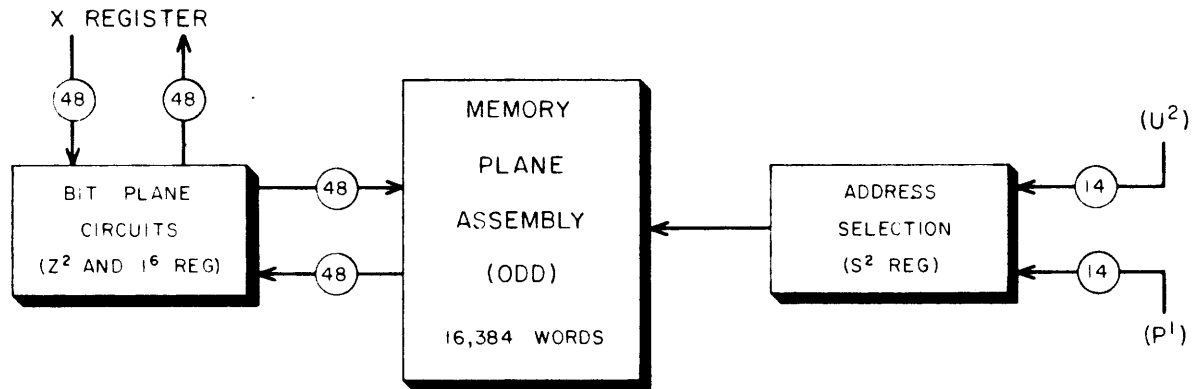 X REGISTER
48
48
BIT PLANE
CIRCUITS
(Z² AND I⁶ REG)
48
48
MEMORY
PLANE
ASSEMBLY
(ODD)
16,384 WORDS
ADDRESS
SELECTION
(S² REG)
14
14
(U²)
(P¹)